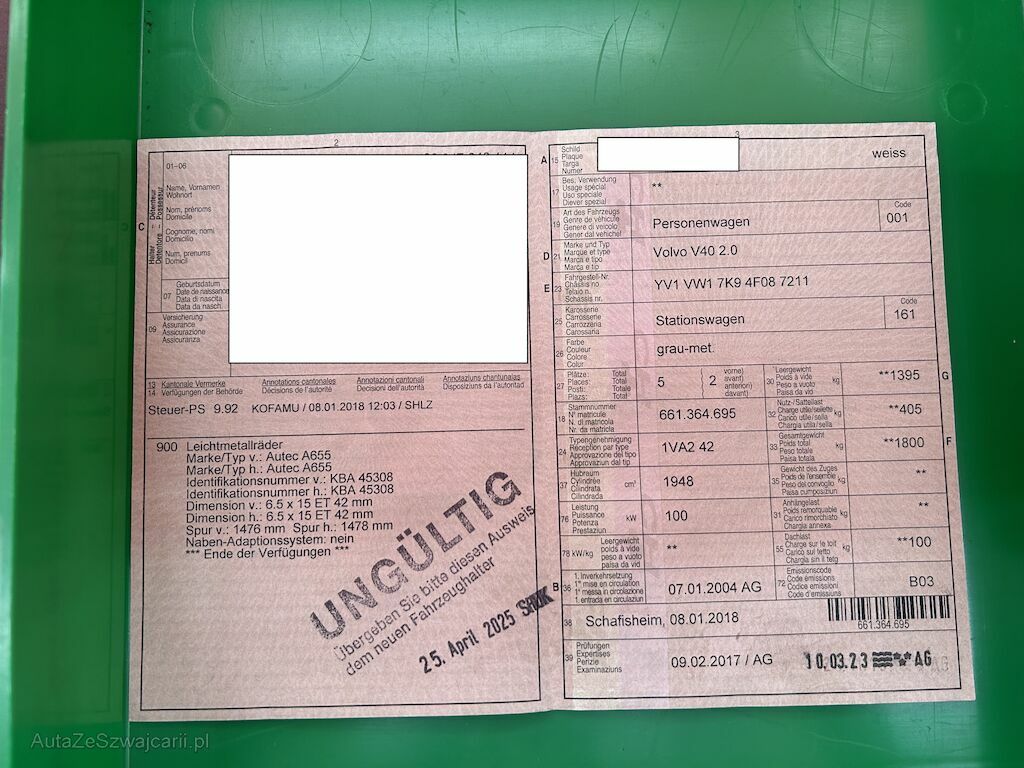 2
01–06
C
Halter – Détenteur
Detentore – Possessur
Name, Vornamen
Wohnort
Nom, prénoms
Domicile
Cognome, nomi
Domicilio
Num, prenums
Domicil
07
Geburtsdatum
Date de naissance
Data di nascita
Data da nasch.
09
Versicherung
Assurance
Assicurazione
Assicuranza
13
14
Kantonale Vermerke
Verfügungen der Behörde
Annotations cantonales
Décisions de l'autorité
Annotazioni cantonali
Decisioni dell'autorità
Annotaziuns chantunalas
Disposiziuns da l'autoritad
Steuer-PS 9.92 KOFAMU / 08.01.2018 12:03 / SHLZ
900 Leichtmetallräder
Marke/Typ v.: Autec A655
Marke/Typ h.: Autec A655
Identifikationsnummer v.: KBA 45308
Identifikationsnummer h.: KBA 45308
Dimension v.: 6.5 x 15 ET 42 mm
Dimension h.: 6.5 x 15 ET 42 mm
Spur v.: 1476 mm Spur h.: 1478 mm
Naben-Adaptionssystem: nein
*** Ende der Verfügungen ***
UNGÜLTIG
Übergeben Sie bitte diesen Ausweis
dem neuen Fahrzeughalter
25. April 2025
3
A
15
Schild
Plaque
Targa
Numer
weiss
17
Bes. Verwendung
Usage spécial
Uso speciale
Diever spezial
**
19
Art des Fahrzeugs
Genre de véhicule
Genere di veicolo
Gener dal vehichel
Personenwagen
Code
001
D
21
Marke und Typ
Marque et type
Marca e tipo
Marca e tip
Volvo V40 2.0
E
23
Fahrgestell-Nr.
Châssis no
Telaio n.
Schassis nr.
YV1 VW1 7K9 4F08 7211
25
Karosserie
Carrosserie
Carrozzeria
Carossaria
Stationswagen
Code
161
26
Farbe
Couleur
Colore
Colur
grau-met.
27
Plätze: Total
Places: Total
Posti: Totale
Plazs: Total
5
2
vorne)
avant)
anteriori)
davant)
30
Leergewicht
Poids à vide
Peso a vuoto
Paisa da vid
kg
**1395
G
18
Stammnummer
N° matricule
N. di matricola
Nr. da matricla
661.364.695
32
Nutz-/Sattellast
Charge utile/sellette
Carico utile/sella
Chargia utila/sella
kg
**405
24
Typengenehmigung
Réception par type
Approvazione del tipo
Approvaziun dal tip
1VA2 42
33
Gesamtgewicht
Poids total
Peso totale
Paisa totala
kg
**1800
F
37
Hubraum
Cylindrée
Cilindrata
Cilindrada
cm³
1948
35
Gewicht des Zuges
Poids de l'ensemble
Peso del convoglio
Paisa cumposiziun
kg
**
76
Leistung
Puissance
Potenza
Prestaziun
kW
100
31
Anhängelast
Poids remorquable
Carico rimorchiato
Chargia annexa
kg
**
78 kW/kg
Leergewicht
poids à vide
peso a vuoto
paisa da vid
**
55
Dachlast
Charge sur le toit
Carico sul tetto
Chargia sin il tetg
kg
**100
B
36
1. Inverkehrsetzung
1re mise en circulation
1a messa in circolazione
1. entrada en circulaziun
07.01.2004 AG
72
Emissionscode
Code émissions
Codice emissioni
Code d'emissiuns
B03
38
Schafisheim, 08.01.2018
661.364.695
39
Prüfungen
Expertises
Perizie
Examinaziuns
09.02.2017 / AG
10.03.23 AG
AutaZeSzwajcarii.pl